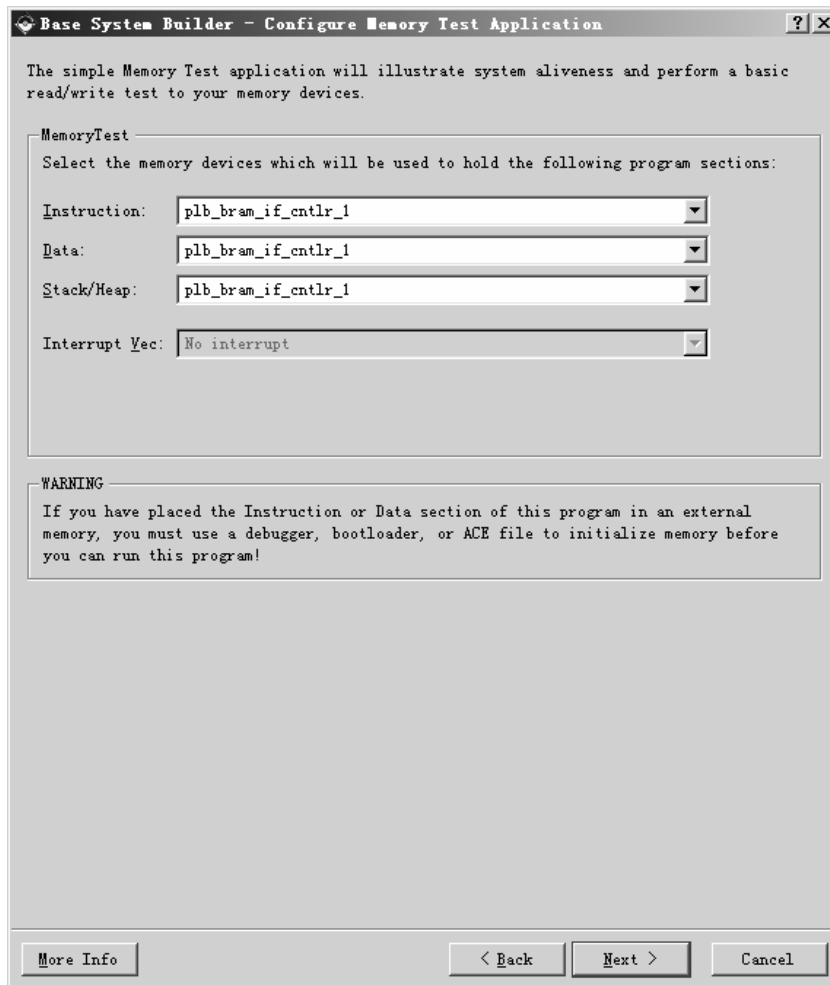 Base System Builder - Configure Memory Test Application
The simple Memory Test application will illustrate system aliveness and perform a basic
read/write test to your memory devices.
MemoryTest
Select the memory devices which will be used to hold the following program sections:
Instruction: plb_bram_if_cntlr_1
Data: plb_bram_if_cntlr_1
Stack/Heap: plb_bram_if_cntlr_1
Interrupt Vec: No interrupt
WARNING
If you have placed the Instruction or Data section of this program in an external
memory, you must use a debugger, bootloader, or ACE file to initialize memory before
you can run this program!
More Info < Back Next > Cancel